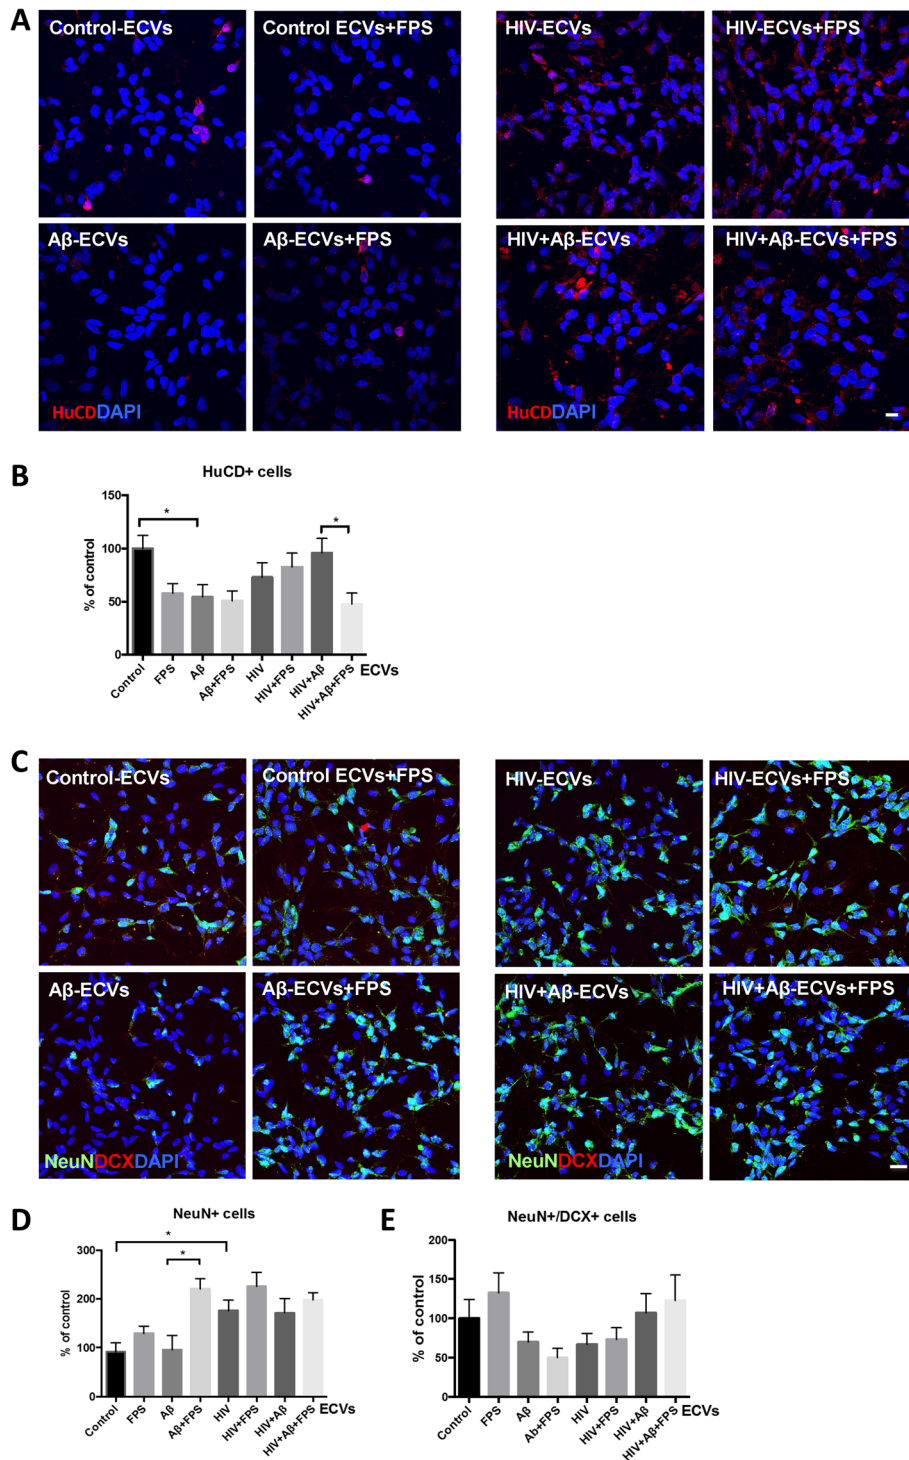 A
Control-ECVs
Control ECVs+FPS
HIV-ECVs
HIV-ECVs+FPS
Aβ-ECVs
Aβ-ECVs+FPS
HIV+Aβ-ECVs
HIV+Aβ-ECVs+FPS
HuCDDAPI
HuCDDAPI
B
HuCD+ cells
% of control
150
100
50
0
*
*
Control
FPS
Aβ
Aβ+FPS
HIV
HIV+FPS
HIV+Aβ
HIV+Aβ+FPS
ECVs
C
Control-ECVs
Control ECVs+FPS
HIV-ECVs
HIV-ECVs+FPS
Aβ-ECVs
Aβ-ECVs+FPS
HIV+Aβ-ECVs
HIV+Aβ-ECVs+FPS
NeuNDCXDAPI
NeuNDCXDAPI
D
NeuN+ cells
% of control
300
200
100
0
*
*
Control
FPS
Aβ
Aβ+FPS
HIV
HIV+FPS
HIV+Aβ
HIV+Aβ+FPS
ECVs
E
NeuN+/DCX+ cells
% of control
200
150
100
50
0
Control
FPS
Aβ
Ab+FPS
HIV
HIV+FPS
HIV+Aβ
HIV+Aβ+FPS
ECVs